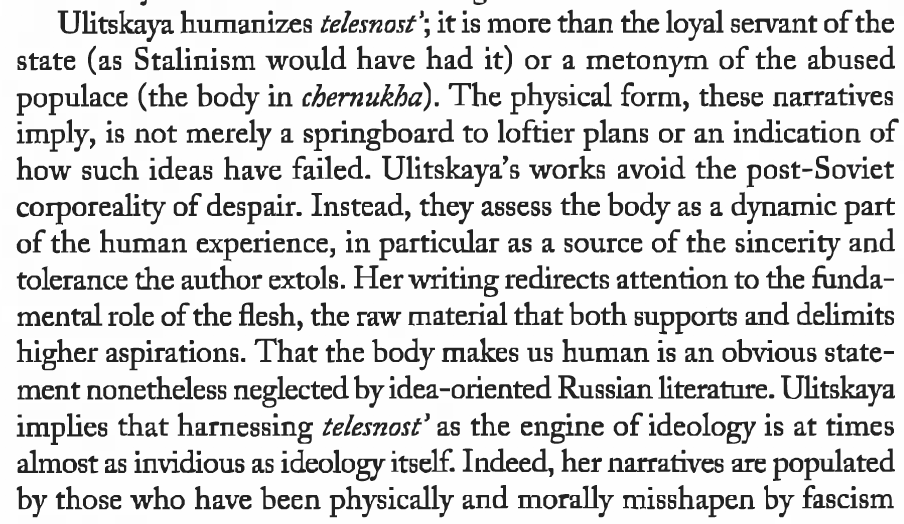 Ulitskaya humanizes telesnost’; it is more than the loyal servant of the
state (as Stalinism would have had it) or a metonym of the abused
populace (the body in chernukha). The physical form, these narratives
imply, is not merely a springboard to loftier plans or an indication of
how such ideas have failed. Ulitskaya’s works avoid the post-Soviet
corporeality of despair. Instead, they assess the body as a dynamic part
of the human experience, in particular as a source of the sincerity and
tolerance the author extols. Her writing redirects attention to the funda-
mental role of the flesh, the raw material that both supports and delimits
higher aspirations. That the body makes us human is an obvious state-
ment nonetheless neglected by idea-oriented Russian literature. Ulitskaya
implies that harnessing telesnost’ as the engine of ideology is at times
almost as invidious as ideology itself. Indeed, her narratives are populated
by those who have been physically and morally misshapen by fascism